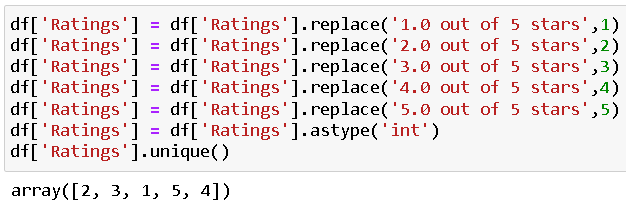 df['Ratings'] = df['Ratings'].replace('1.0 out of 5 stars',1)
df['Ratings'] = df['Ratings'].replace('2.0 out of 5 stars',2)
df['Ratings'] = df['Ratings'].replace('3.0 out of 5 stars',3)
df['Ratings'] = df['Ratings'].replace('4.0 out of 5 stars',4)
df['Ratings'] = df['Ratings'].replace('5.0 out of 5 stars',5)
df['Ratings'] = df['Ratings'].astype('int')
df['Ratings'].unique()
array([2, 3, 1, 5, 4])